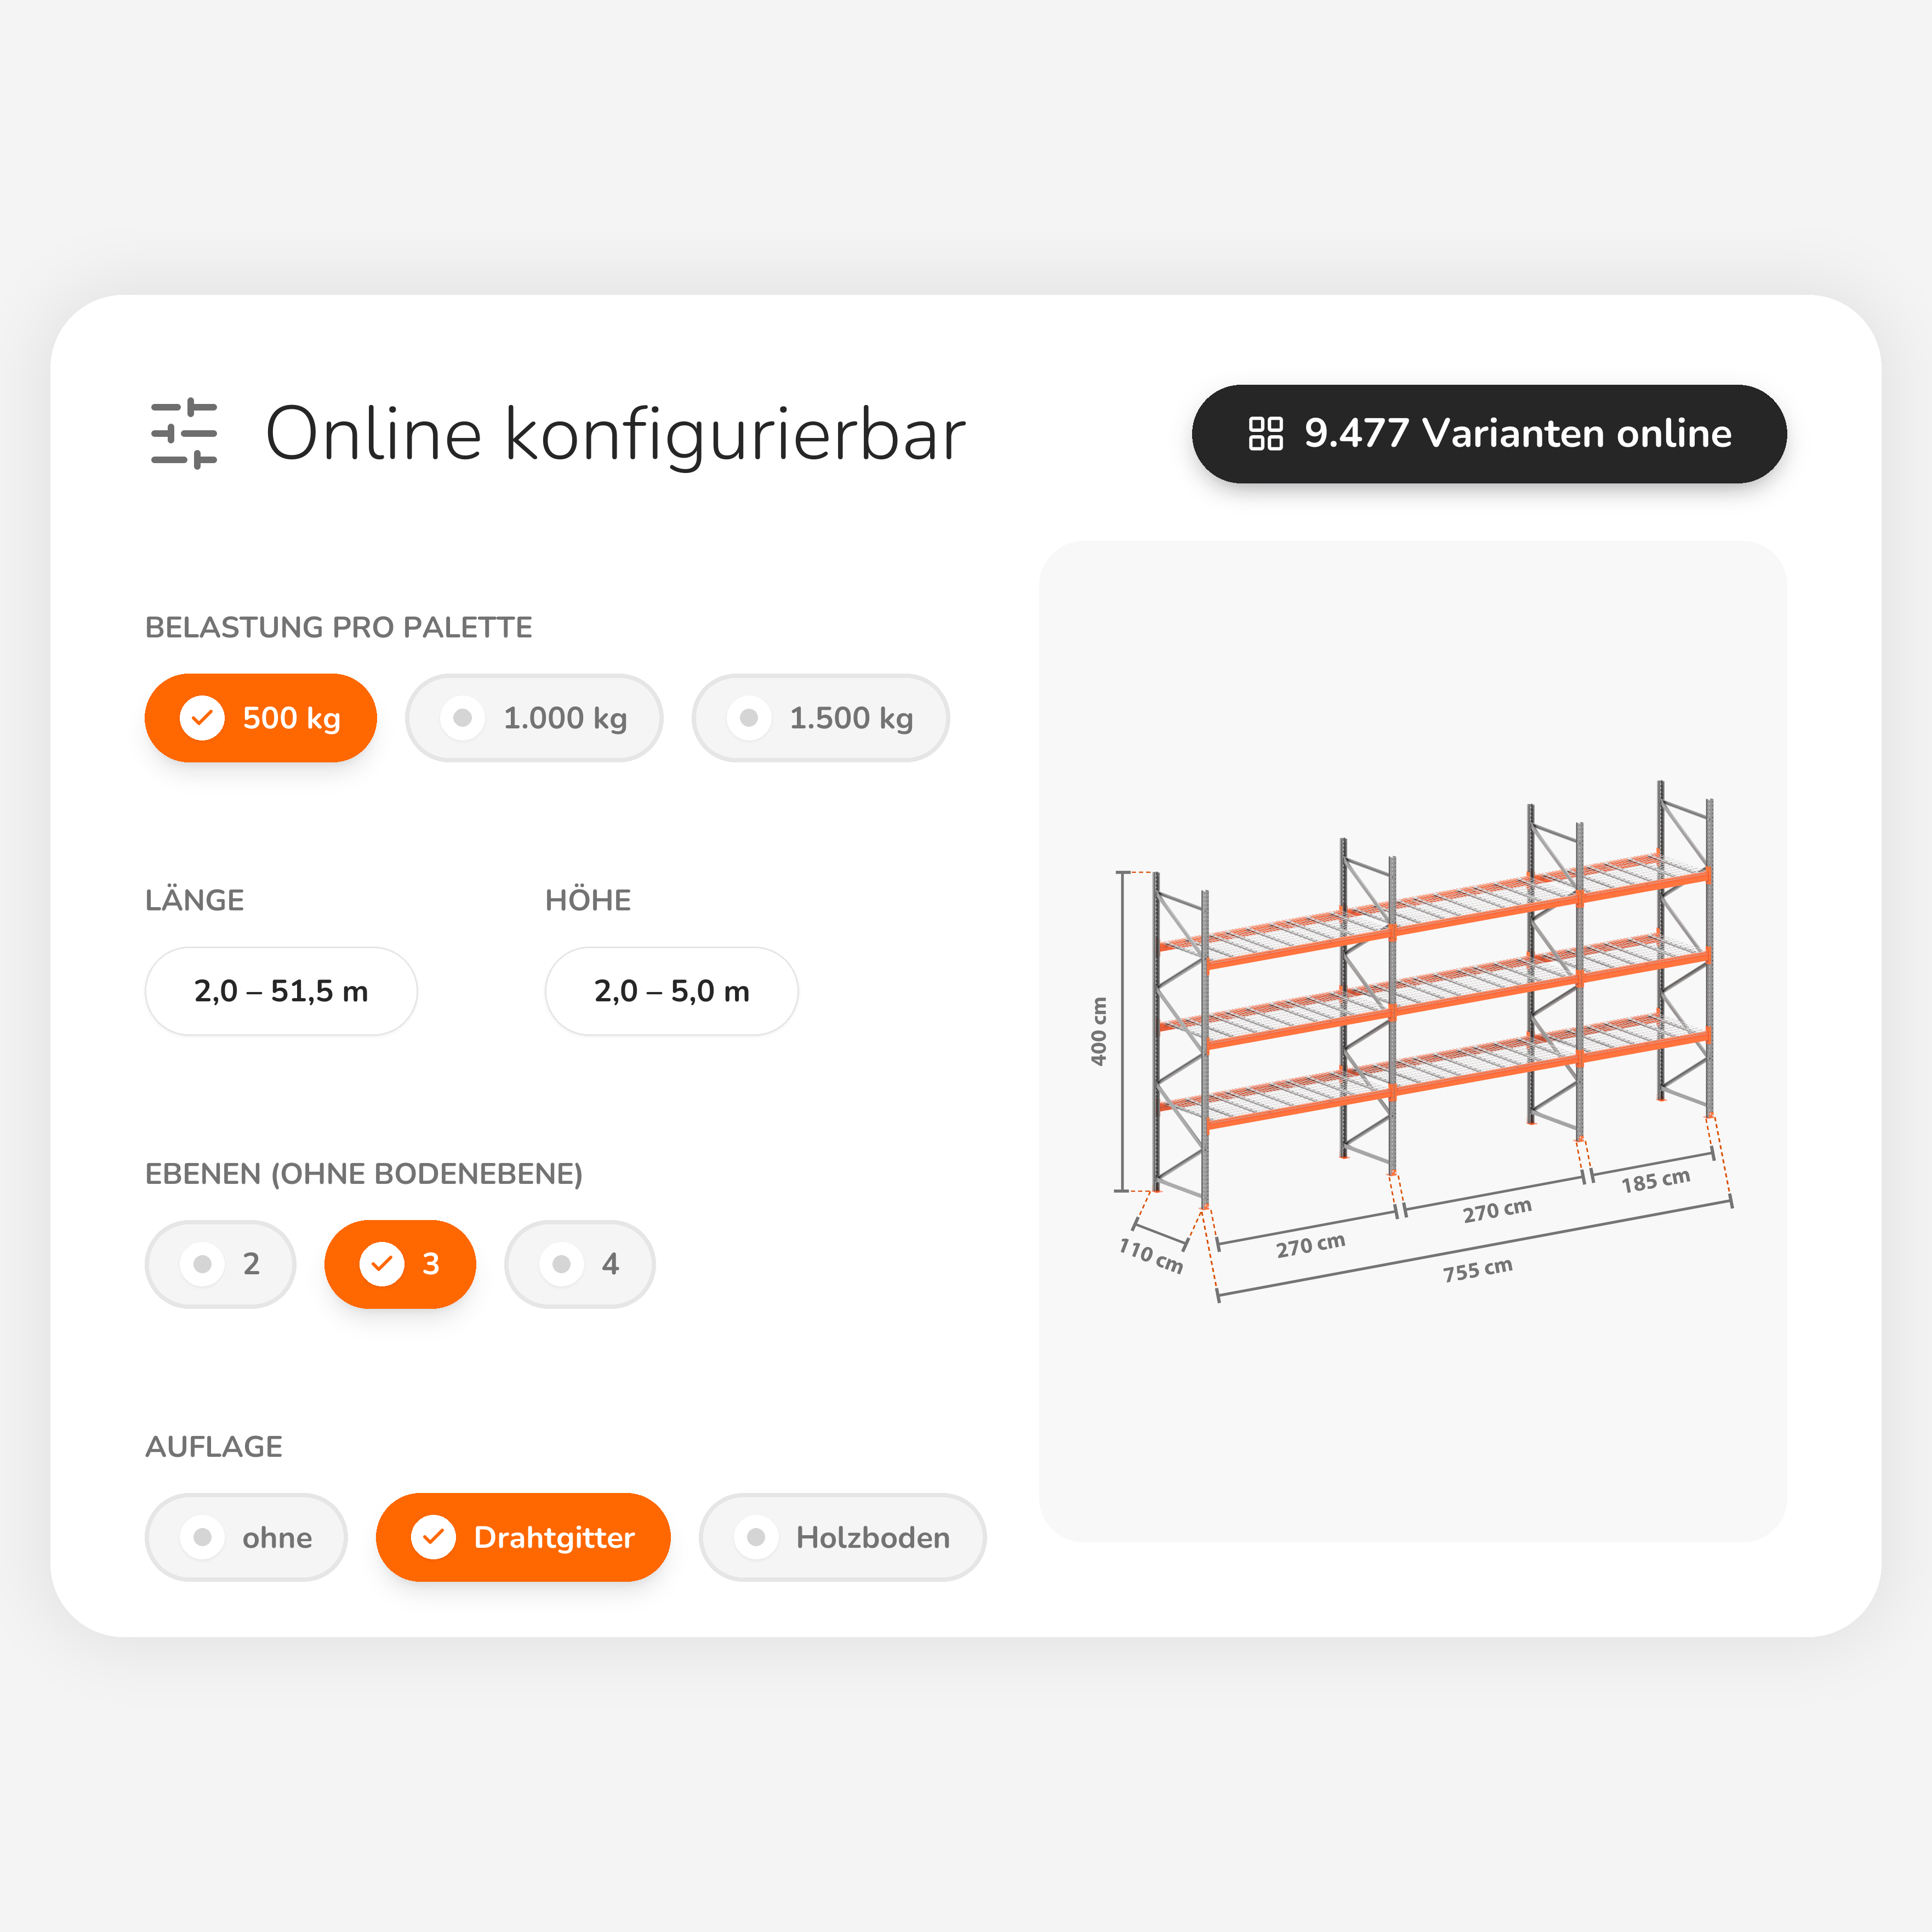 Online konfigurierbar
9.477 Varianten online
BELASTUNG PRO PALETTE
500 kg
1.000 kg
1.500 kg
LÄNGE
HÖHE
2,0 – 51,5 m
2,0 – 5,0 m
EBENEN (OHNE BODENEBENE)
2
3
4
AUFLAGE
ohne
Drahtgitter
Holzboden
400 cm
110 cm
270 cm
270 cm
185 cm
755 cm